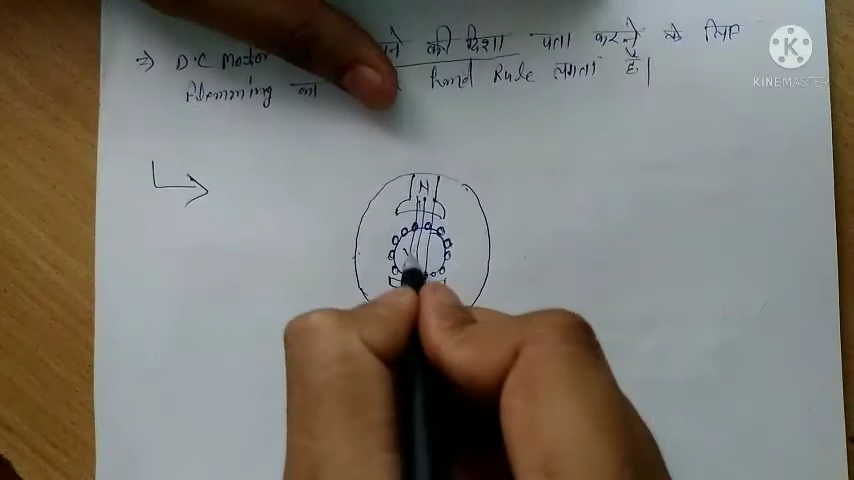 ⇒ D.C Motor की दिशा पता करने के लिए
Flemming का Hand Rule लगता है।
N
KINEMASTER